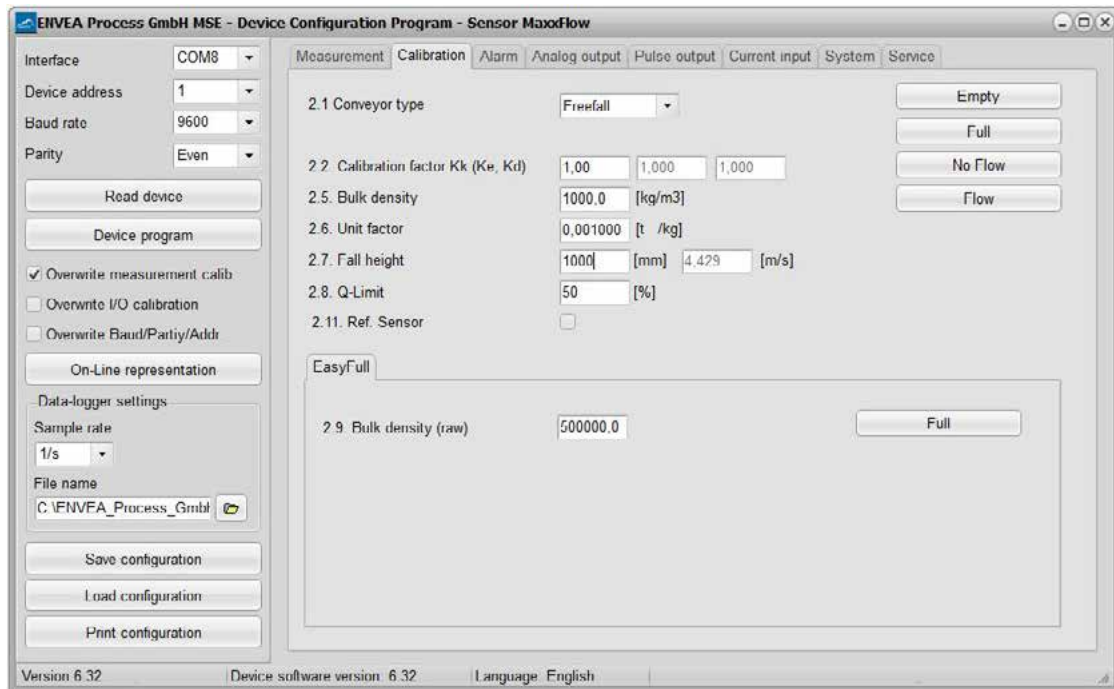 ENVEA Process GmbH MSE - Device Configuration Program - Sensor MaxxFlow
Interface COM8
Device address 1
Baud rate 9600
Parity Even
Read device
Device program
Overwrite measurement calib
Overwrite I/O calibration
Overwrite Baud/Partiy/Addr
On-Line representation
Data-logger settings
Sample rate
1/s
File name
C:\ENVEA_Process_Gmbl
Save configuration
Load configuration
Print configuration
Measurement Calibration Alarm Analog output Pulse output Current input System Service
2.1 Conveyor type Freefall
2.2. Calibration factor Kk (Ke, Kd) 1,00 1,000 1,000
2.5. Bulk density 1000,0 [kg/m3]
2.6. Unit factor 0,001000 [t /kg]
2.7. Fall height 1000 [mm] 4,429 [m/s]
2.8. Q-Limit 50 [%]
2.11. Ref. Sensor
Empty
Full
No Flow
Flow
EasyFull
2.9. Bulk density (raw) 500000,0 Full
Version 6.32 Device software version: 6.32 Language: English